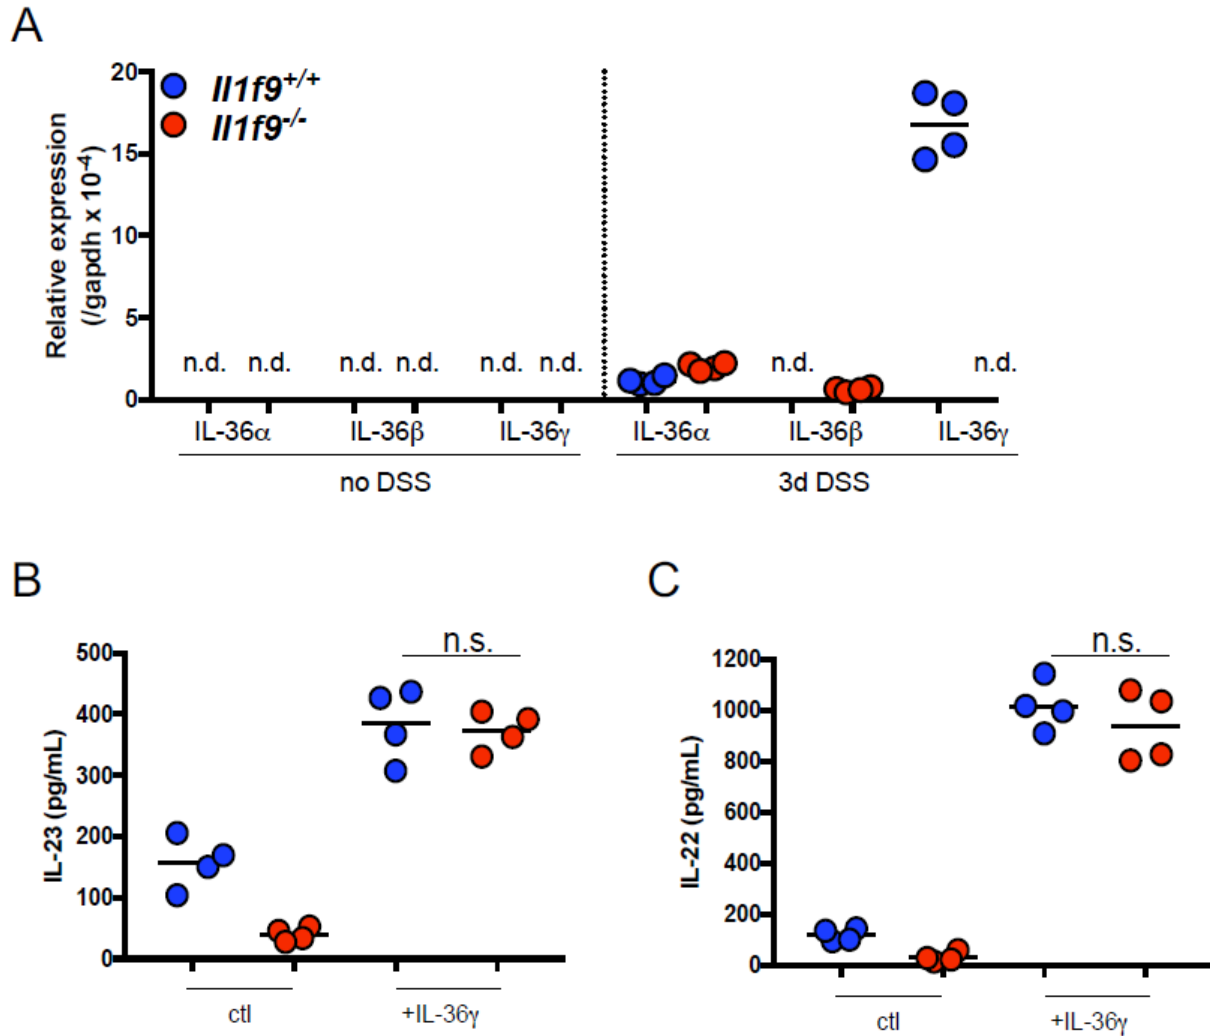 A
Relative expression
(/gapdh x 10⁻⁴)
20
15
10
5
0
Il1f9+/+
Il1f9-/-
n.d. n.d. n.d. n.d. n.d. n.d. n.d. n.d.
IL-36α IL-36β IL-36γ IL-36α IL-36β IL-36γ
no DSS 3d DSS
B
IL-23 (pg/mL)
500
400
300
200
100
0
n.s.
ctl +IL-36γ
C
IL-22 (pg/mL)
1200
1000
800
600
400
200
0
n.s.
ctl +IL-36γ